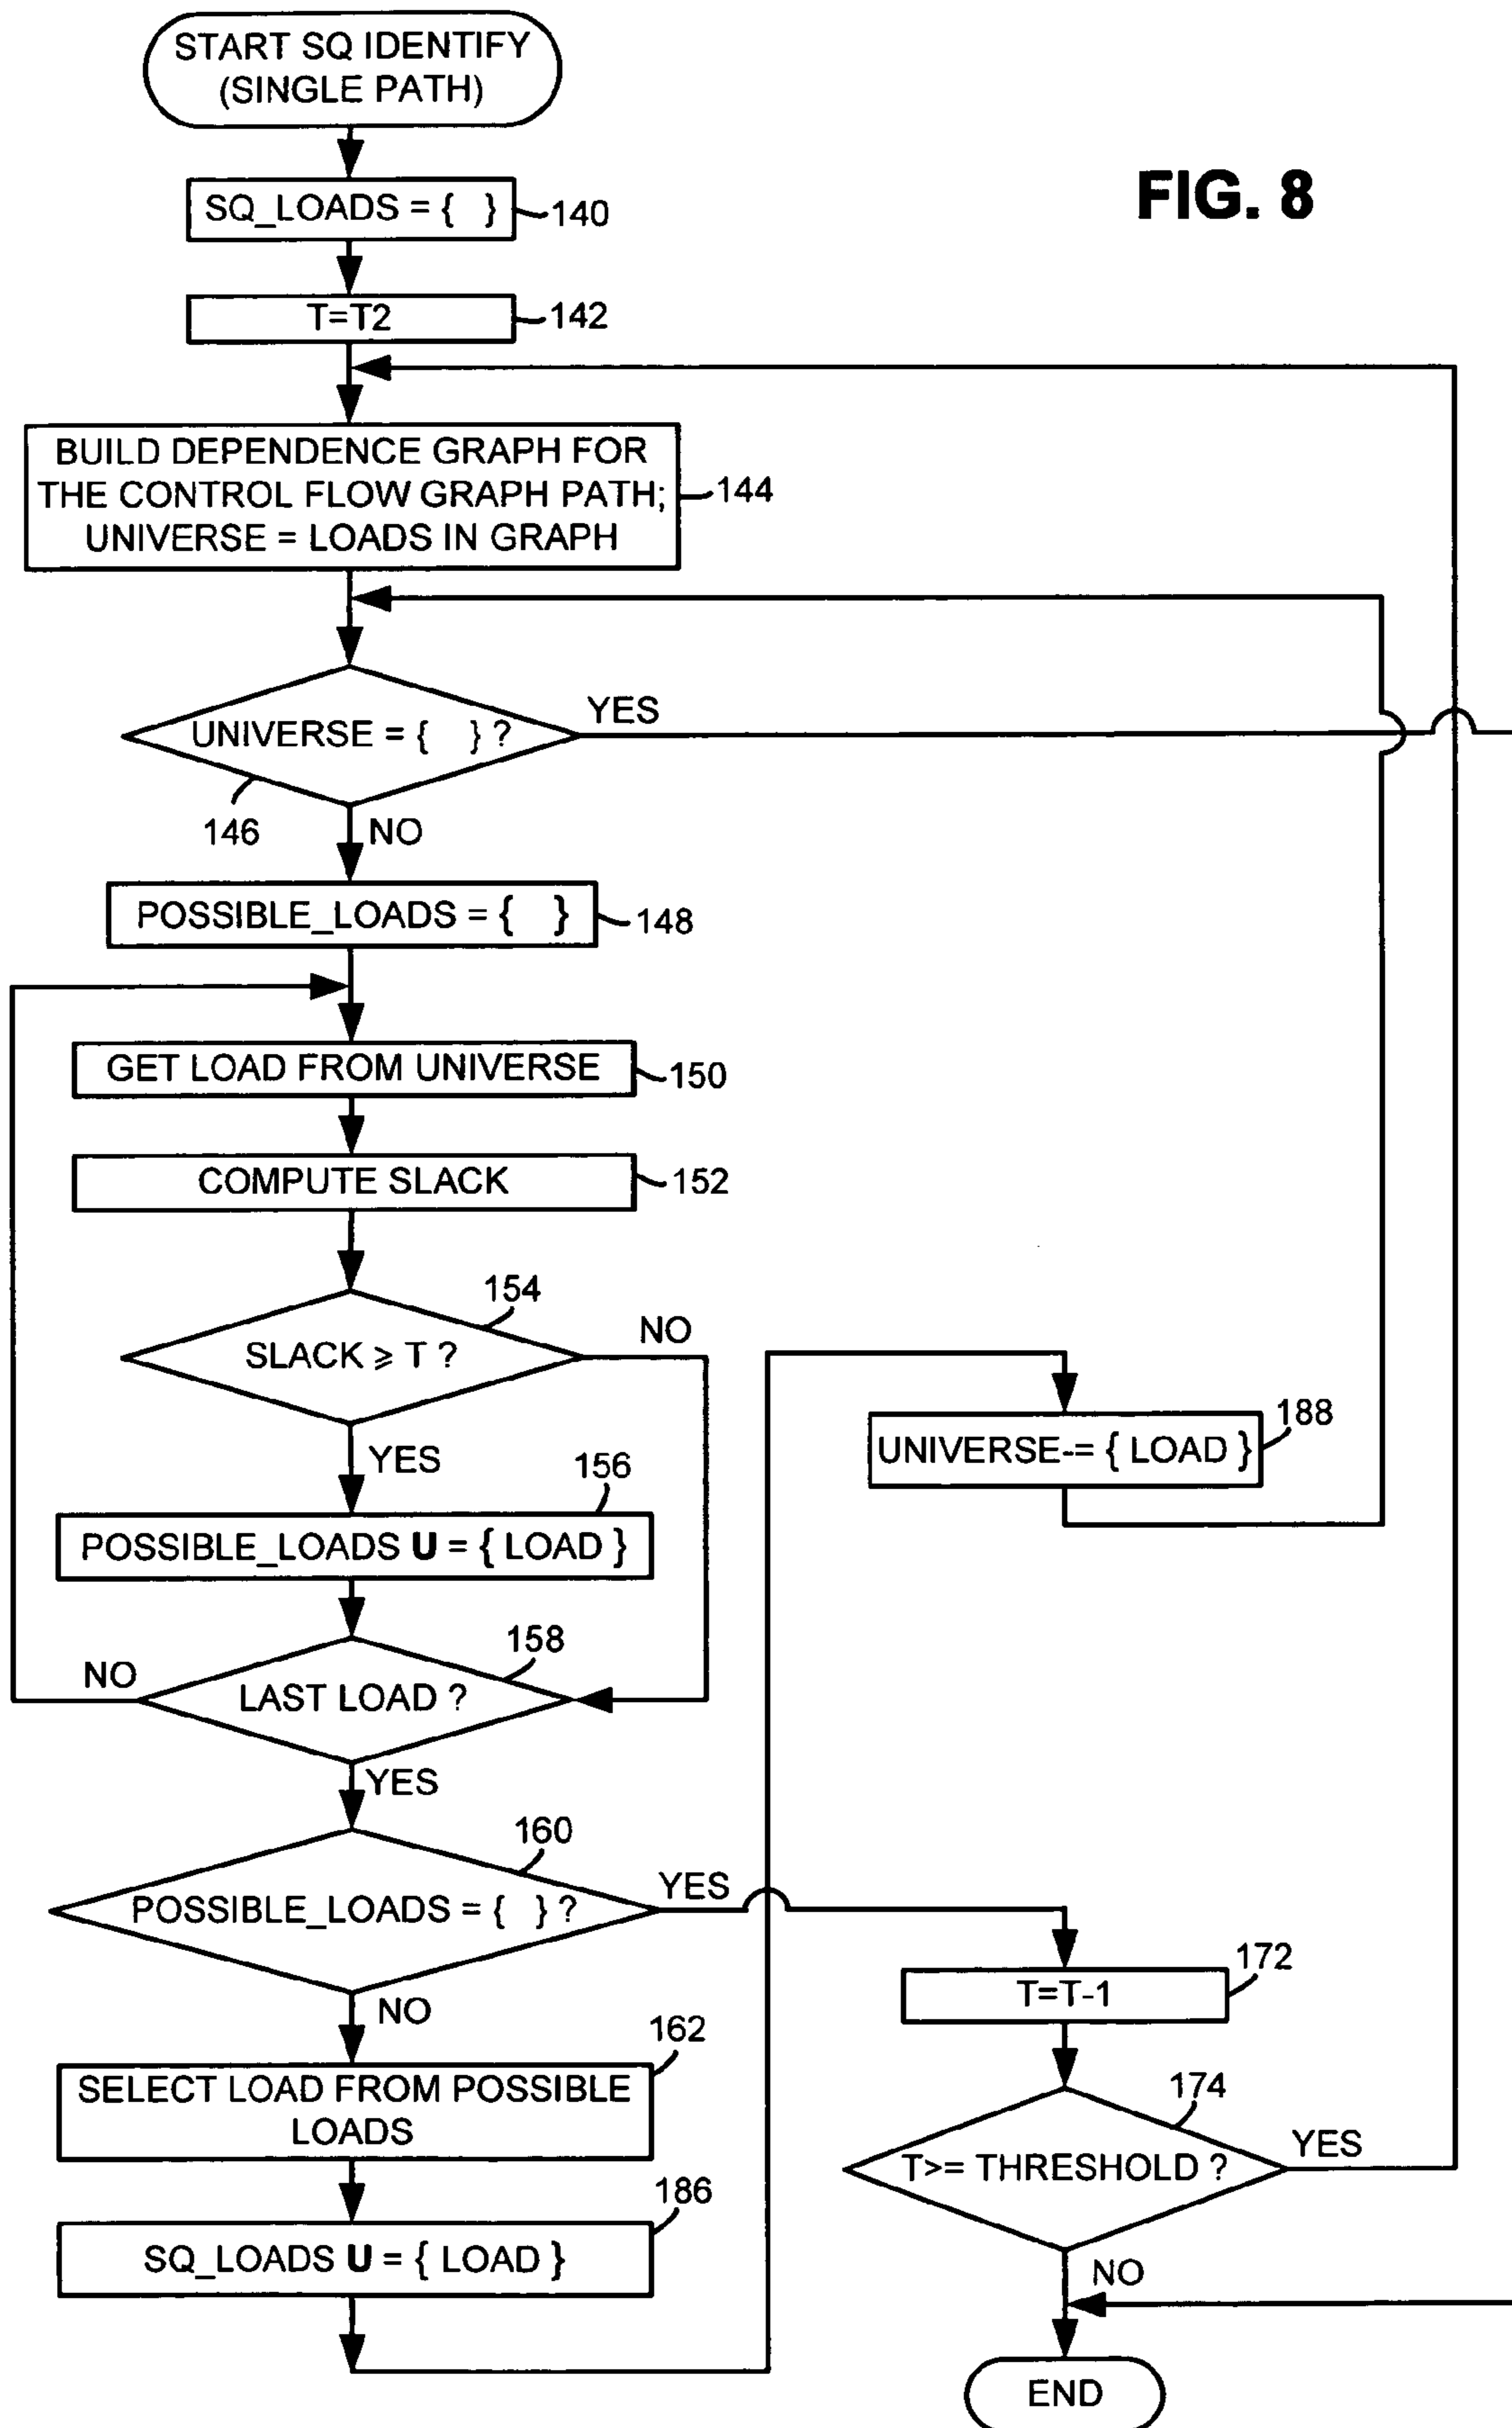 START SQ IDENTIFY
(SINGLE PATH)
FIG. 8
SQ_LOADS = { }
140
T=T2
142
BUILD DEPENDENCE GRAPH FOR
THE CONTROL FLOW GRAPH PATH;
UNIVERSE = LOADS IN GRAPH
144
UNIVERSE = { } ?
YES
146
NO
POSSIBLE_LOADS = { }
148
GET LOAD FROM UNIVERSE
150
COMPUTE SLACK
152
154
SLACK ⩾ T ?
NO
YES
156
POSSIBLE_LOADS U = { LOAD }
188
UNIVERSE-= { LOAD }
158
LAST LOAD ?
NO
YES
160
POSSIBLE_LOADS = { } ?
YES
NO
172
T=T-1
162
SELECT LOAD FROM POSSIBLE
LOADS
174
T>= THRESHOLD ?
YES
186
SQ_LOADS U = { LOAD }
NO
END